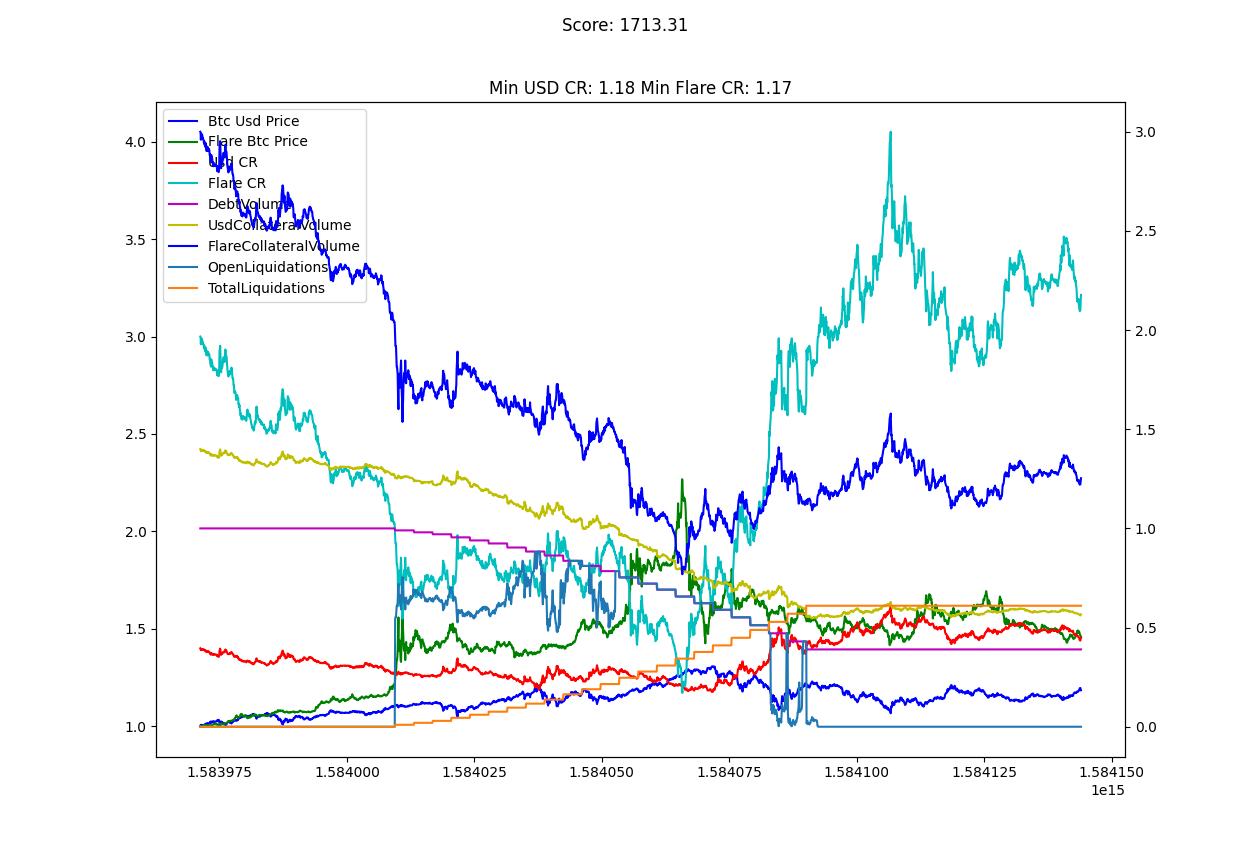 Score: 1713.31
Min USD CR: 1.18 Min Flare CR: 1.17
Btc Usd Price
Flare Btc Price
Usd CR
Flare CR
DebtVolume
UsdCollateralVolume
FlareCollateralVolume
OpenLiquidations
TotalLiquidations
4.0
3.5
3.0
2.5
2.0
1.5
1.0
3.0
2.5
2.0
1.5
1.0
0.5
0.0
1.583975
1.584000
1.584025
1.584050
1.584075
1.584100
1.584125
1.584150
1e15